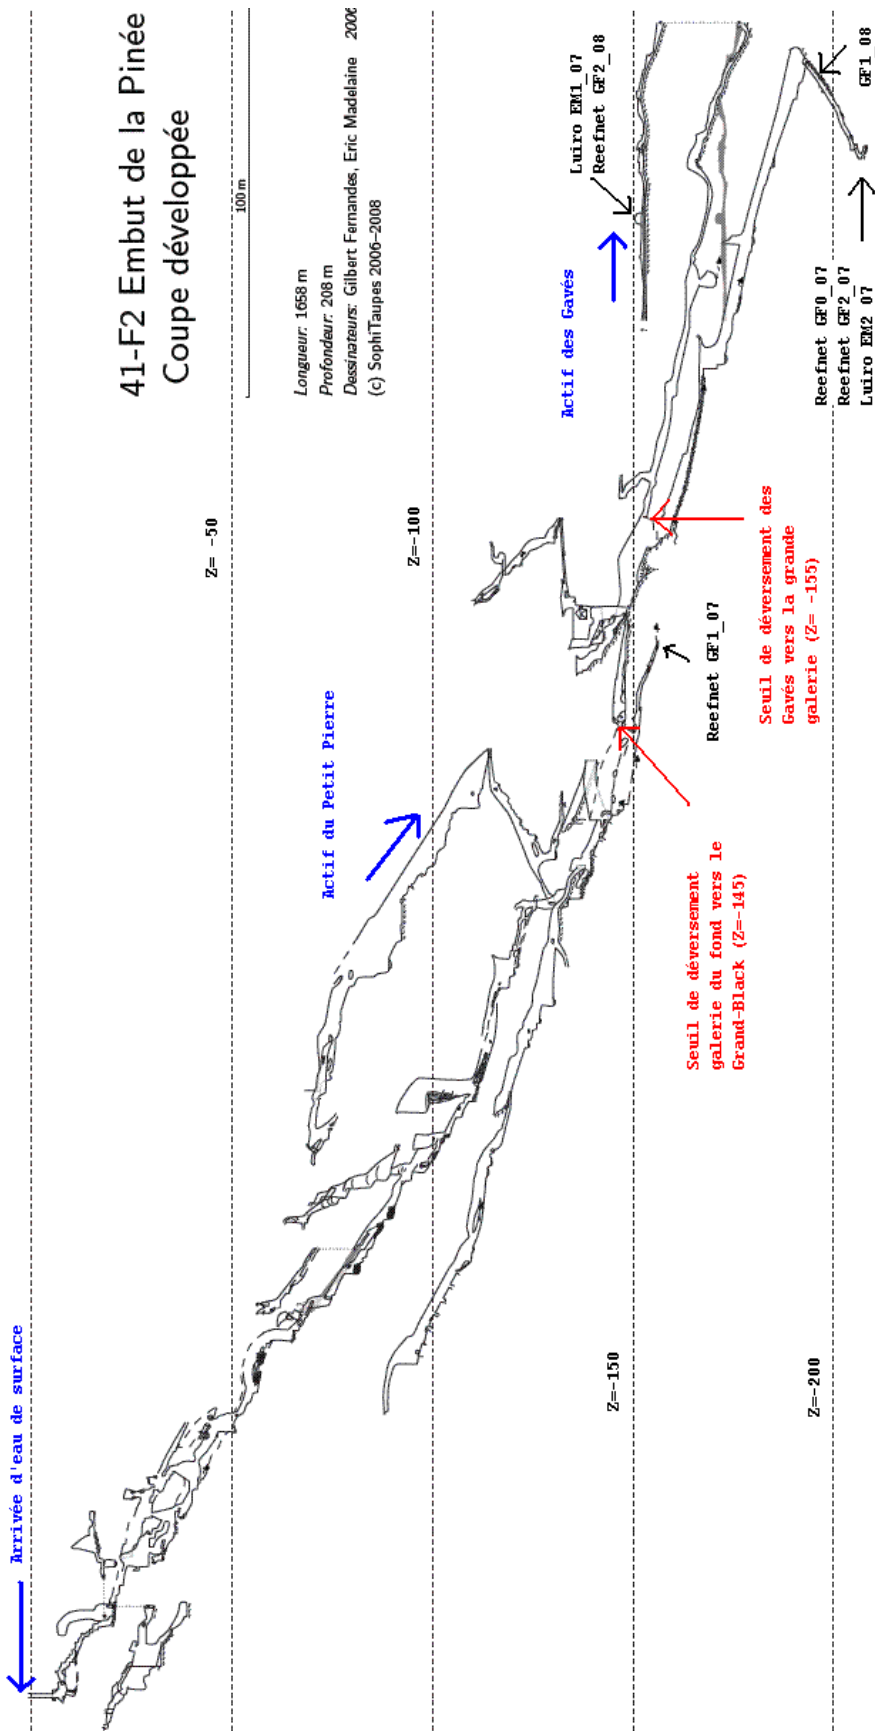 41-F2 Embut de la Pinée
Coupe développée
100 m
Longueur: 1658 m
Profondeur: 208 m
Dessinateurs: Gilbert Fernandes, Eric Madelaine 2006
(c) SophiTaupes 2006-2008
Arrivée d'eau de surface
Z= -50
Z=-100
Z=-150
Z=-200
Actif du Petit Pierre
Actif des Gavés
Luiro EM1_07
Reefnet GF2_08
GF1_08
Reefnet GF0_07
Reefnet GF2_07
Luiro EM2 07
Reefnet GF1_07
Seuil de déversement des
Gavés vers la grande
galerie (Z= -155)
Seuil de déversement
galerie du fond vers le
Grand-Black (Z=-145)